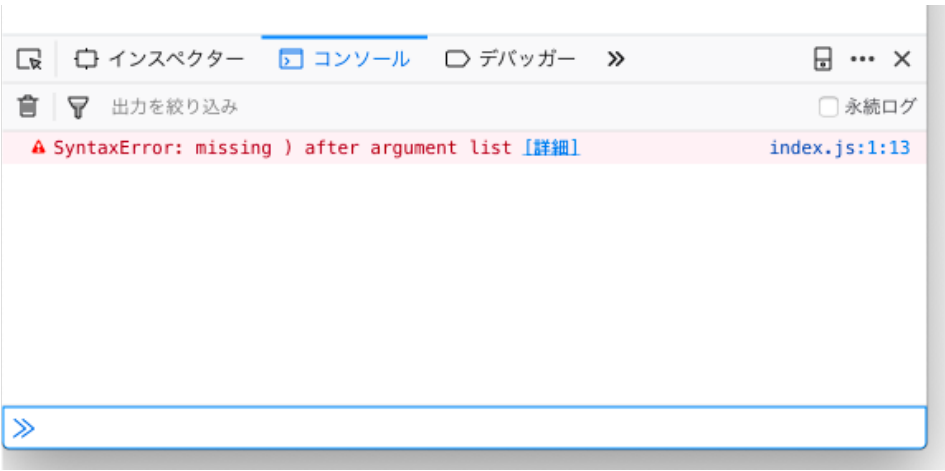 インスペクター コンソール デバッガー
出力を絞り込み 永続ログ
SyntaxError: missing ) after argument list [詳細] index.js:1:13